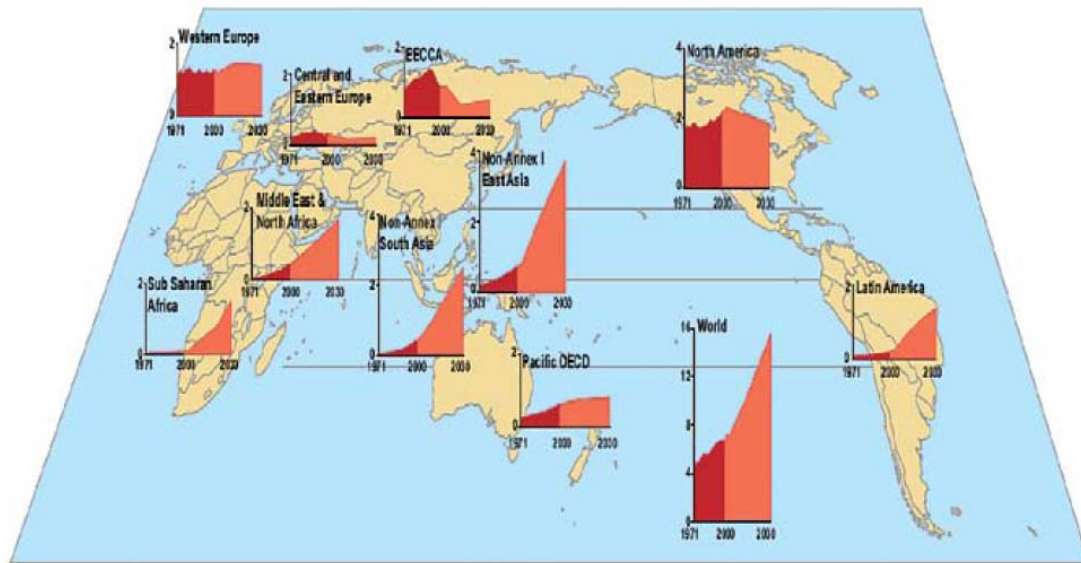 Western Europe
2
0
1971 2000 2030
Central and
Eastern Europe
2
0
1971 2000 2030
EECCA
2
0
1971 2000 2030
North America
4
2
0
1971 2000 2030
Non-Annex I
East Asia
4
2
0
1971 2000 2030
Middle East &
North Africa
2
0
1971 2000 2030
Non-Annex I
South Asia
4
2
0
1971 2000 2030
Sub Saharan
Africa
2
0
1971 2000 2030
Pacific OECD
2
0
1971 2000 2030
World
16
12
8
4
0
1971 2000 2030
Latin America
2
0
1971 2000 2030